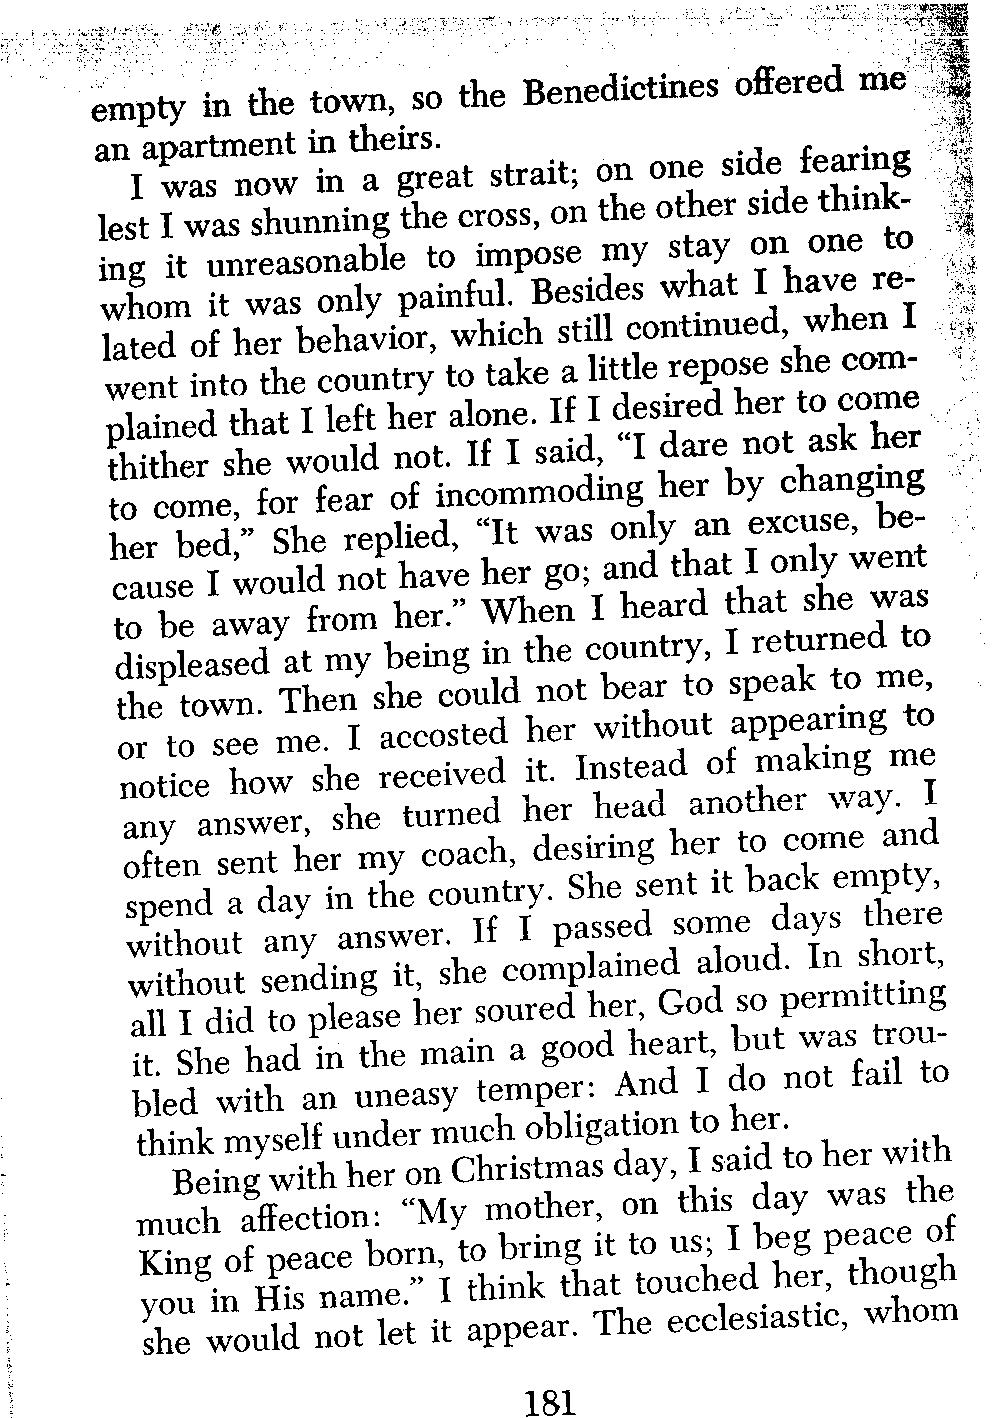 empty in the town, so the Benedictines offered me
an apartment in theirs.
I was now in a great strait; on one side fearing
lest I was shunning the cross, on the other side think-
ing it unreasonable to impose my stay on one to
whom it was only painful. Besides what I have re-
lated of her behavior, which still continued, when I
went into the country to take a little repose she com-
plained that I left her alone. If I desired her to come
thither she would not. If I said, “I dare not ask her
to come, for fear of incommoding her by changing
her bed,” She replied, “It was only an excuse, be-
cause I would not have her go; and that I only went
to be away from her.” When I heard that she was
displeased at my being in the country, I returned to
the town. Then she could not bear to speak to me,
or to see me. I accosted her without appearing to
notice how she received it. Instead of making me
any answer, she turned her head another way. I
often sent her my coach, desiring her to come and
spend a day in the country. She sent it back empty,
without any answer. If I passed some days there
without sending it, she complained aloud. In short,
all I did to please her soured her, God so permitting
it. She had in the main a good heart, but was trou-
bled with an uneasy temper: And I do not fail to
think myself under much obligation to her.
Being with her on Christmas day, I said to her with
much affection: “My mother, on this day was the
King of peace born, to bring it to us; I beg peace of
you in His name.” I think that touched her, though
she would not let it appear. The ecclesiastic, whom
181